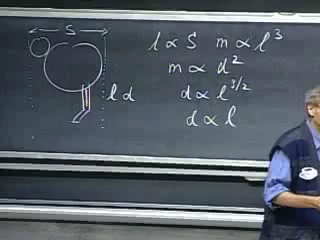 S
l d
l ∝ S m ∝ l³
m ∝ d²
d ∝ l^{3/2}
d ∝ l